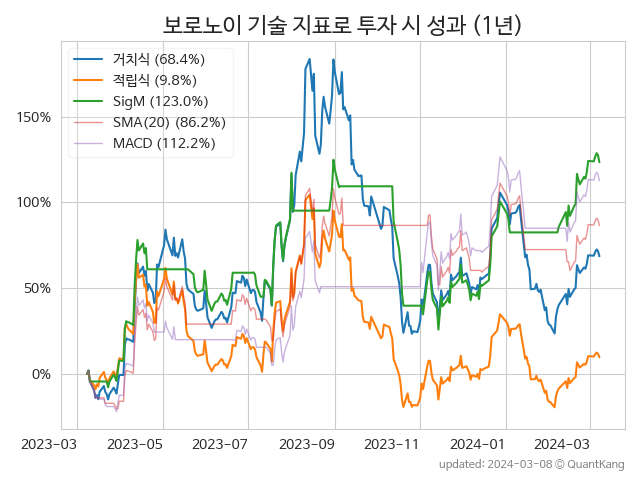 보로노이 기술 지표로 투자 시 성과 (1년)
거치식 (68.4%)
적립식 (9.8%)
SigM (123.0%)
SMA(20) (86.2%)
MACD (112.2%)
150%
100%
50%
0%
2023-03 2023-05 2023-07 2023-09 2023-11 2024-01 2024-03
updated: 2024-03-08 © QuantKang